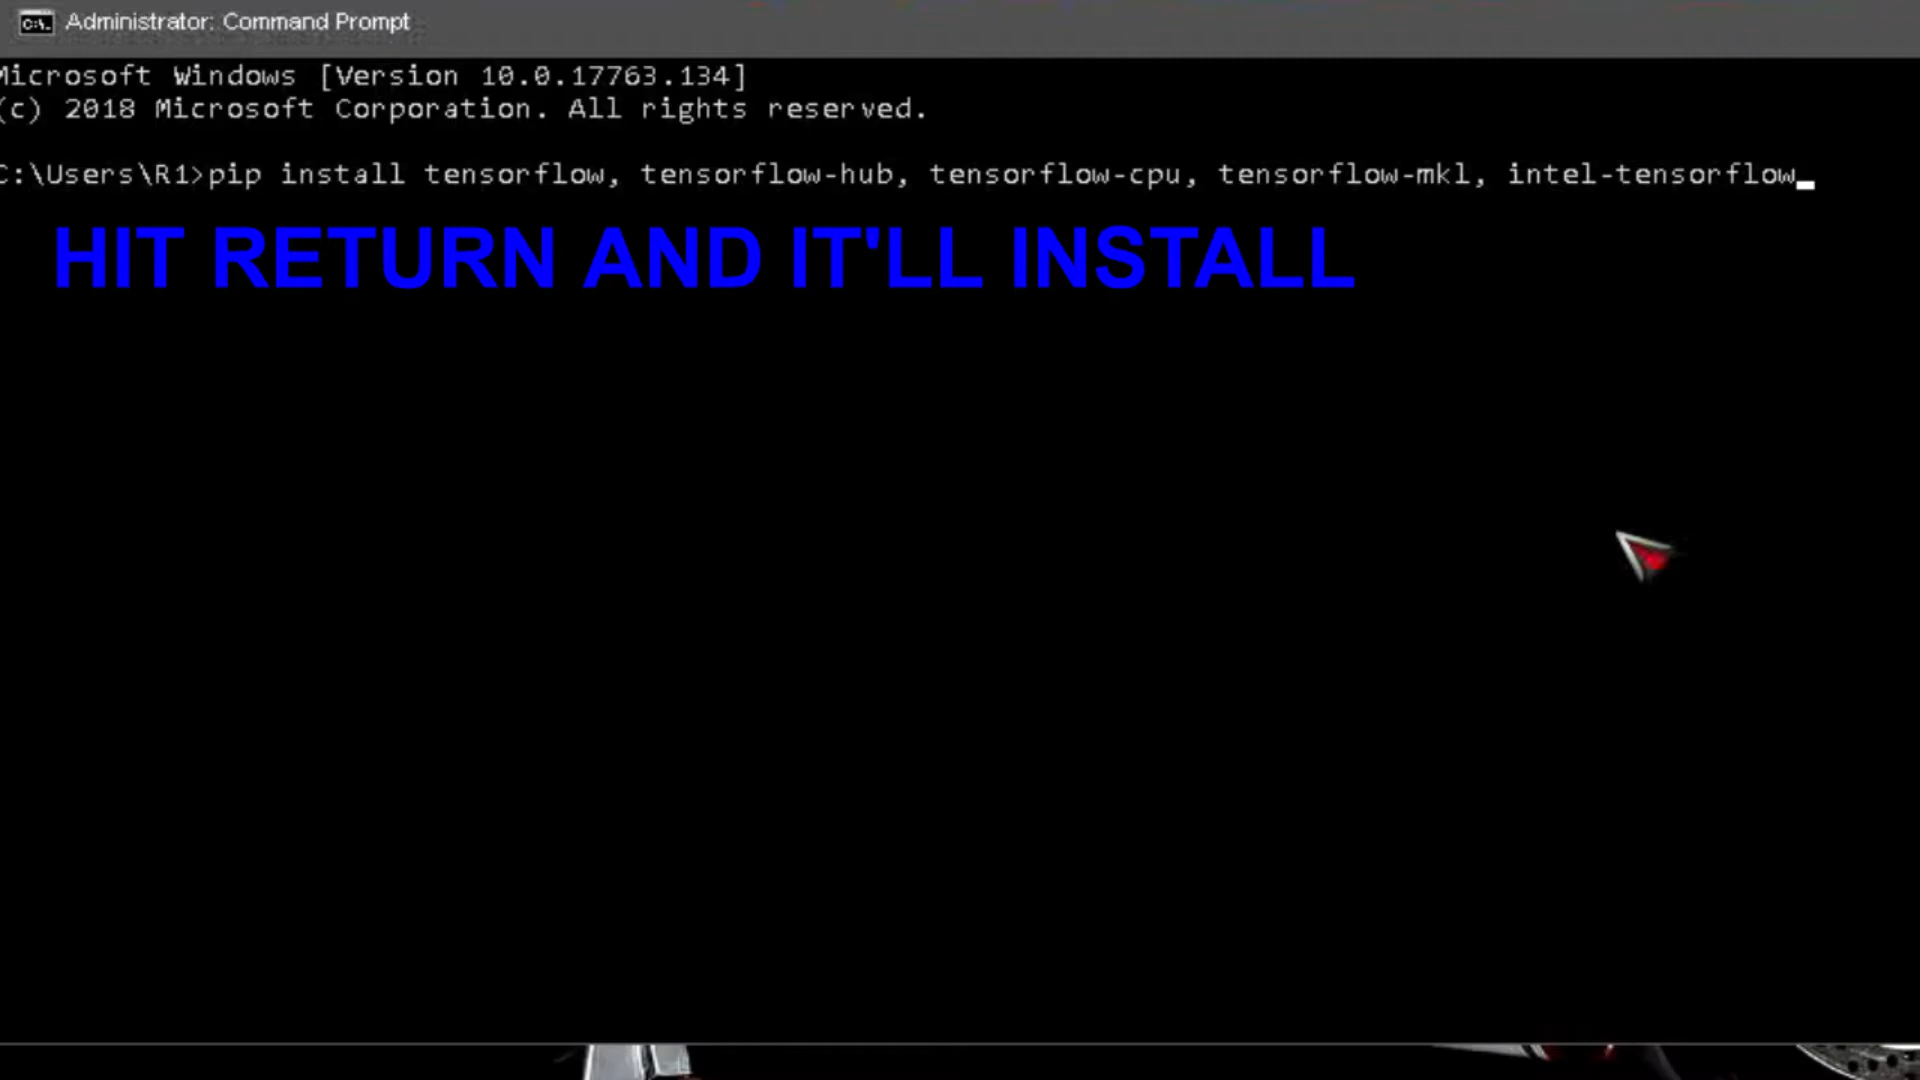 Administrator: Command Prompt
Microsoft Windows [Version 10.0.17763.134]
(c) 2018 Microsoft Corporation. All rights reserved.
C:\Users\R1>pip install tensorflow, tensorflow-hub, tensorflow-cpu, tensorflow-mkl, intel-tensorflow
HIT RETURN AND IT'LL INSTALL